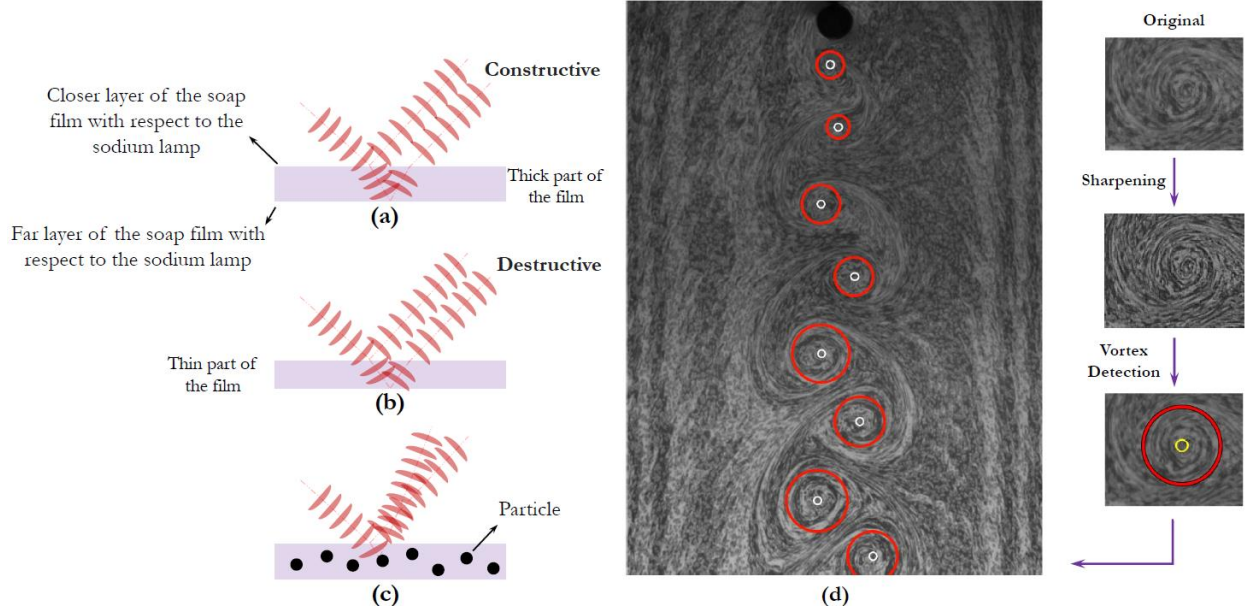 Closer layer of the soap
film with respect to the
sodium lamp
Constructive
Thick part of
the film
(a)
Far layer of the soap film with
respect to the sodium lamp
Destructive
Thin part of
the film
(b)
Particle
(c)
(d)
Original
Sharpening
Vortex
Detection